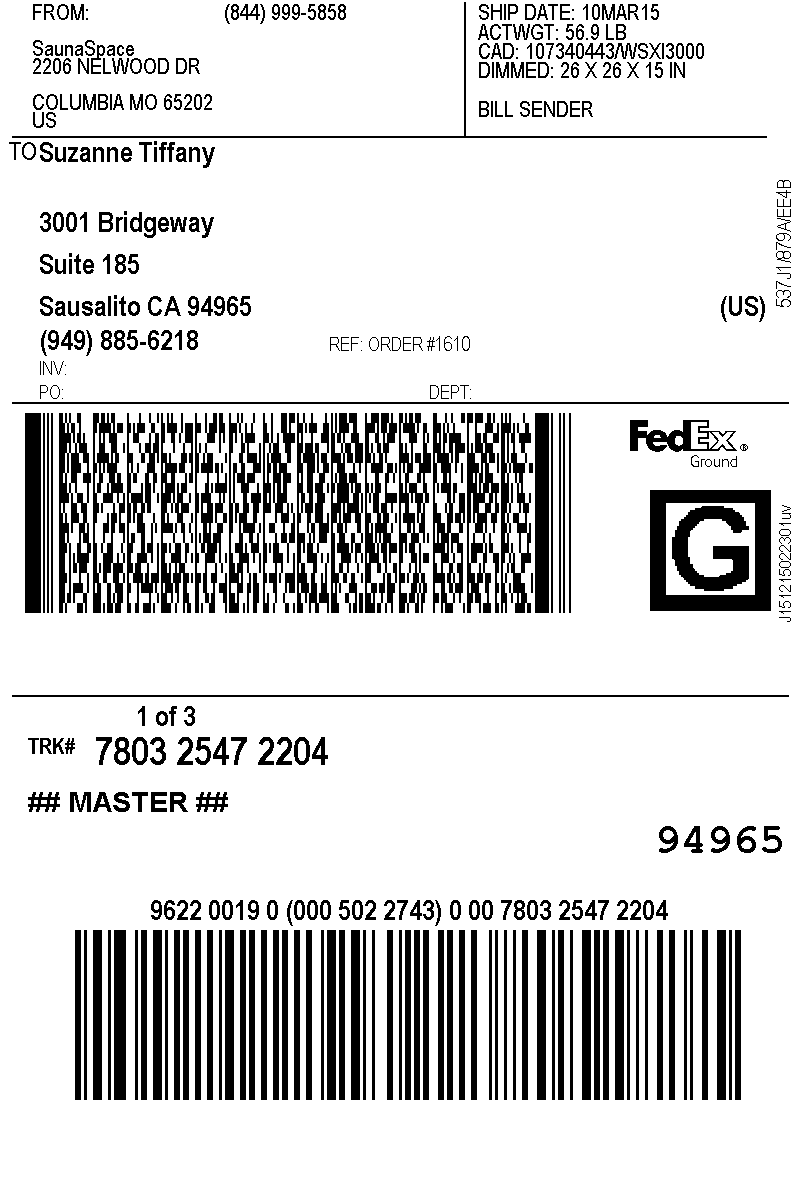 FROM: (844) 999-5858
SaunaSpace
2206 NELWOOD DR
COLUMBIA MO 65202
US
SHIP DATE: 10MAR15
ACTWGT: 56.9 LB
CAD: 107340443/WSXI3000
DIMMED: 26 X 26 X 15 IN
BILL SENDER
TO Suzanne Tiffany
3001 Bridgeway
Suite 185
Sausalito CA 94965 (US)
(949) 885-6218 REF: ORDER #1610
INV:
PO: DEPT:
537J1/879A/EE4B
FedEx®
Ground
G
J151215022301uv
1 of 3
TRK# 7803 2547 2204
## MASTER ##
94965
9622 0019 0 (000 502 2743) 0 00 7803 2547 2204